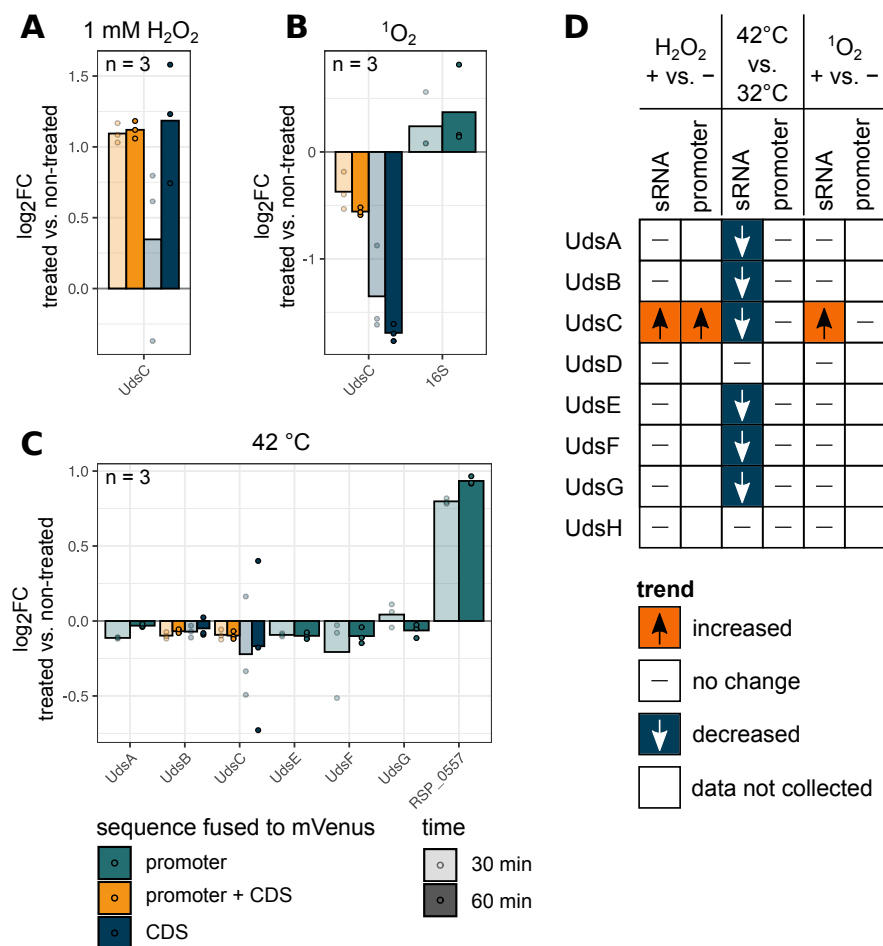 A
1 mM H₂O₂
n = 3
1.5
1.0
0.5
0.0
log₂FC
treated vs. non-treated
UdsC
B
¹O₂
n = 3
0
-1
log₂FC
treated vs. non-treated
UdsC
16S
C
42 °C
n = 3
1.0
0.5
0.0
-0.5
log₂FC
treated vs. non-treated
UdsA
UdsB
UdsC
UdsE
UdsF
UdsG
RSP_0557
sequence fused to mVenus
promoter
promoter + CDS
CDS
time
30 min
60 min
D
H₂O₂
+ vs. −
42°C
vs.
32°C
¹O₂
+ vs. −
sRNA
promoter
sRNA
promoter
sRNA
promoter
UdsA
UdsB
UdsC
UdsD
UdsE
UdsF
UdsG
UdsH
trend
increased
no change
decreased
data not collected